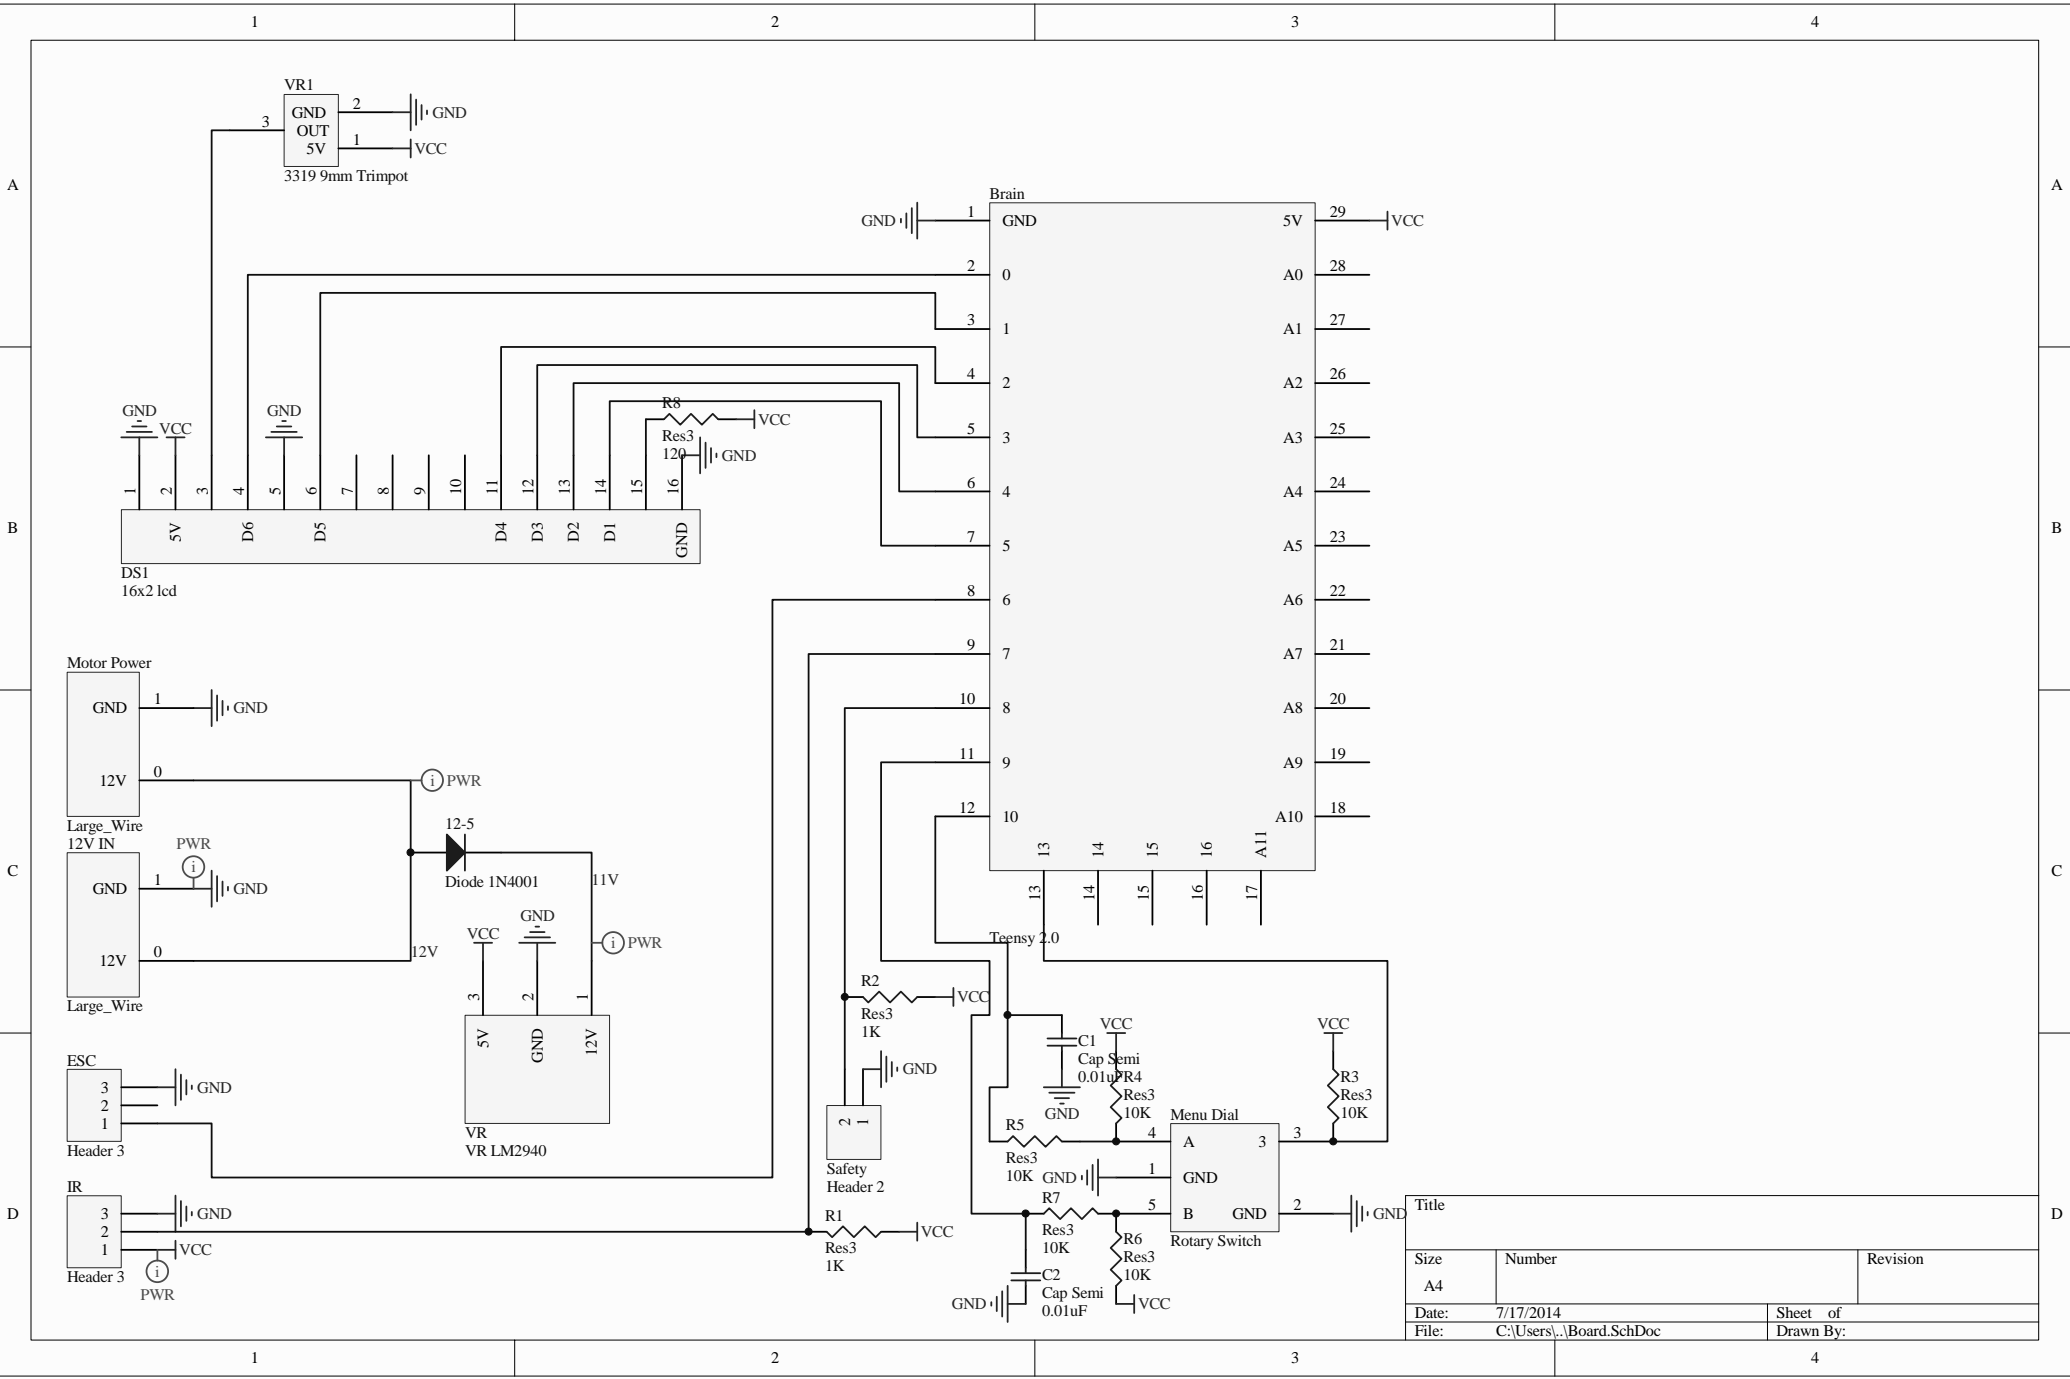 1
2
3
4
A
A
B
B
C
C
D
D
1
2
3
4
VR1
GND
OUT
5V
3
2
GND
1
VCC
3319 9mm Trimpot
Brain
GND
1
GND
2
0
3
1
4
2
5
3
6
4
7
5
8
6
9
7
10
8
11
9
12
10
5V
29
VCC
A0
28
A1
27
A2
26
A3
25
A4
24
A5
23
A6
22
A7
21
A8
20
A9
19
A10
18
13
14
15
16
A11
13
14
15
16
17
Teensy 2.0
GND
VCC
GND
R8
Res3
120
VCC
GND
1
2
3
4
5
6
7
8
9
10
11
12
13
14
15
16
5V
D6
D5
D4
D3
D2
D1
GND
DS1
16x2 lcd
Motor Power
GND
1
GND
12V
0
i
PWR
Large_Wire
12V IN
PWR
i
GND
1
GND
12V
0
12V
Large_Wire
12-5
Diode 1N4001
11V
VCC
GND
i
PWR
3
2
1
5V
GND
12V
VR
VR LM2940
ESC
3
GND
2
1
Header 3
IR
3
GND
2
1
VCC
Header 3
i
PWR
R1
Res3
1K
VCC
R2
Res3
1K
VCC
GND
2
1
Safety
Header 2
C1
Cap Semi
0.01uF
GND
VCC
R4
Res3
10K
VCC
R3
Res3
10K
R5
Res3
10K
Menu Dial
4
A
3
3
GND
1
GND
5
B
GND
2
GND
Rotary Switch
R7
Res3
10K
R6
Res3
10K
VCC
C2
Cap Semi
0.01uF
GND
Title
Size
Number
Revision
A4
Date:
7/17/2014
Sheet of
File:
C:\Users\..\Board.SchDoc
Drawn By: